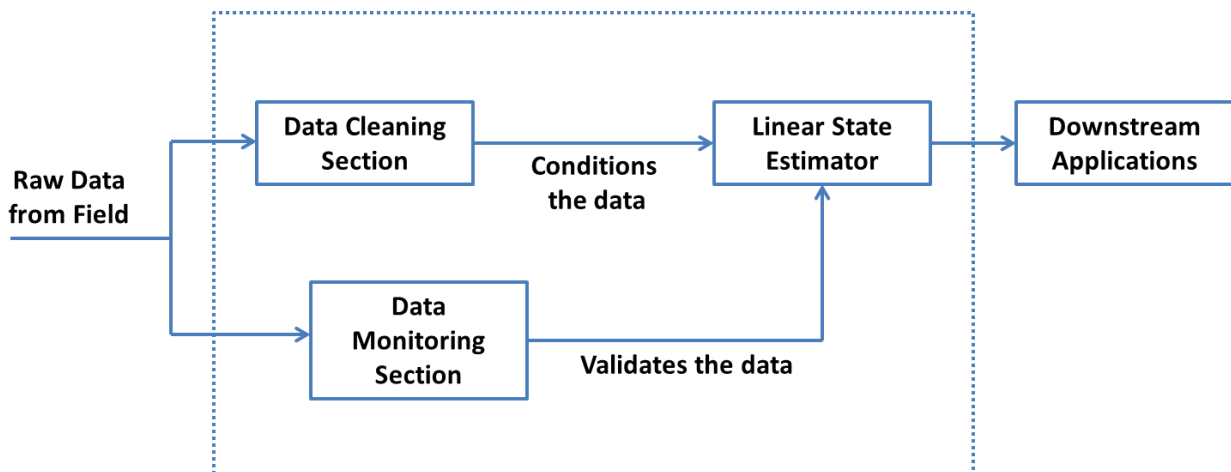 Raw Data
from Field
Data Cleaning
Section
Conditions
the data
Linear State
Estimator
Downstream
Applications
Data
Monitoring
Section
Validates the data